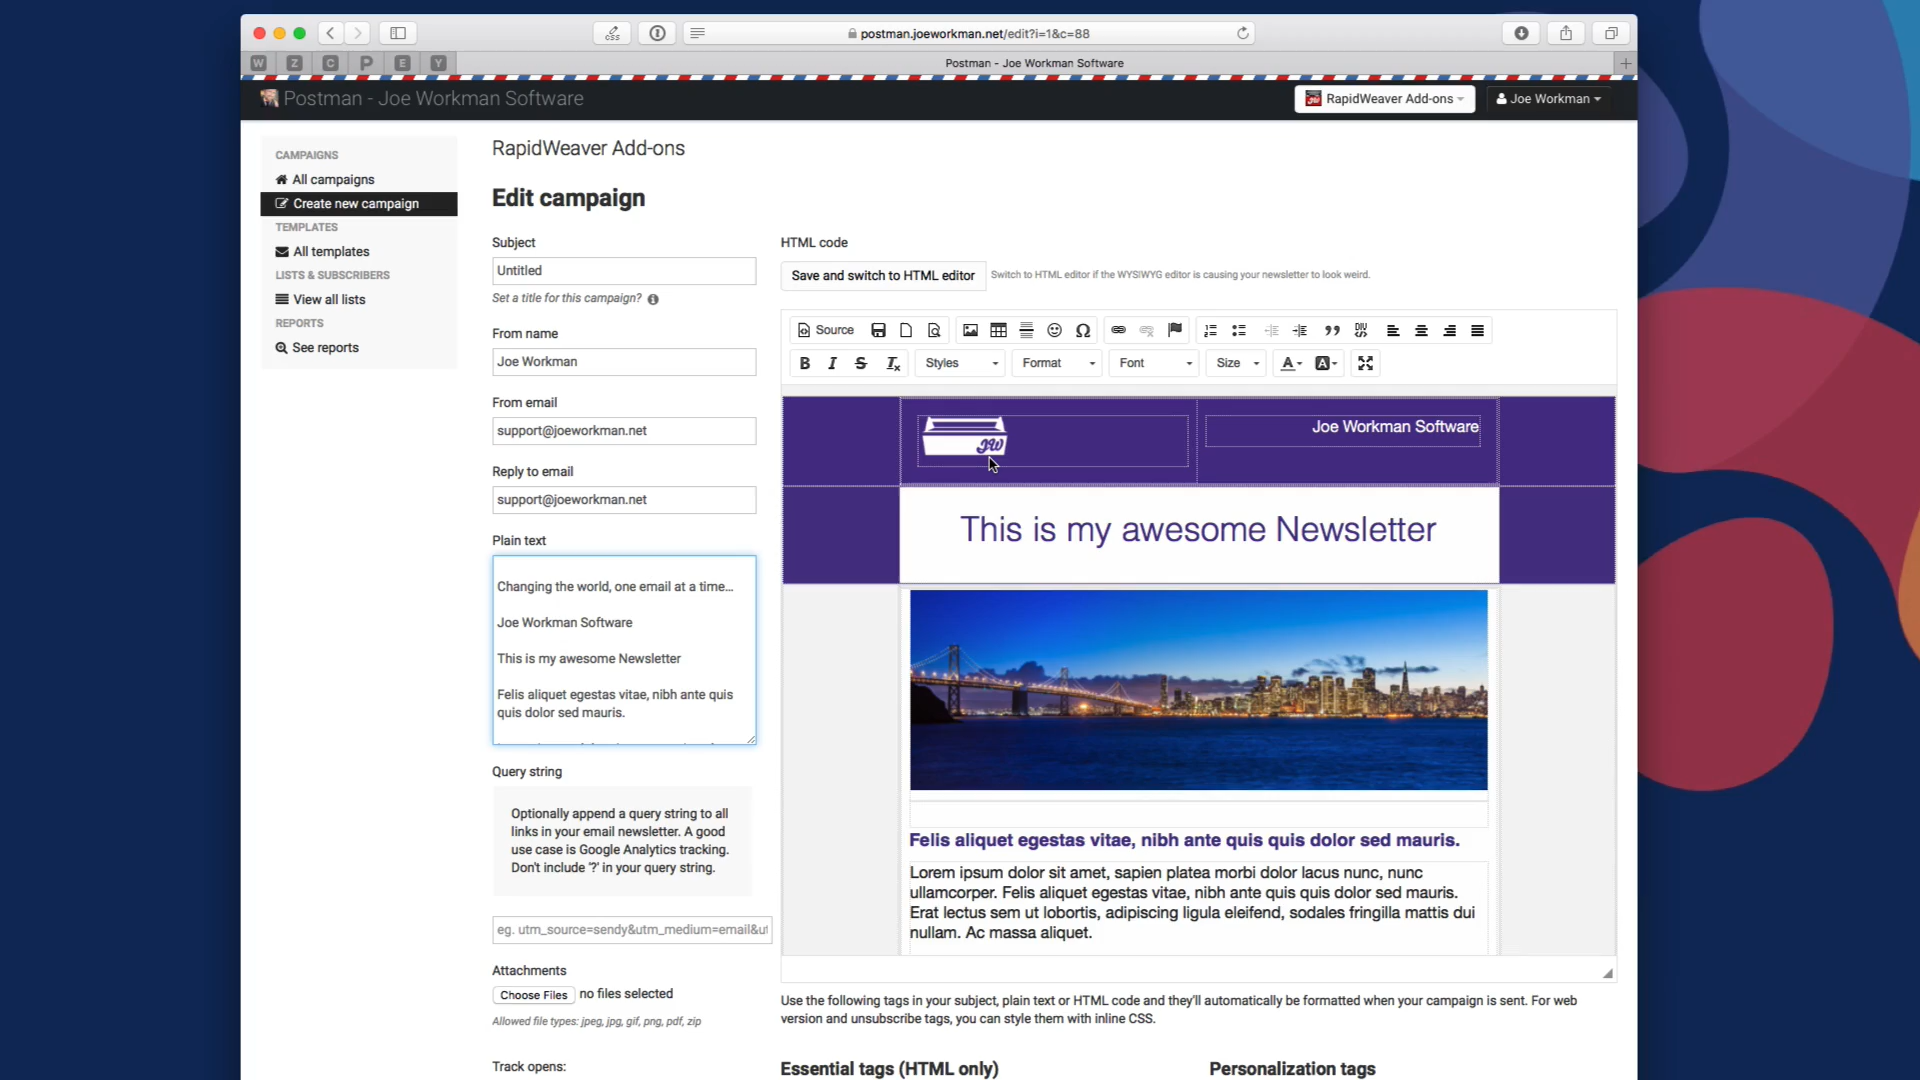 css
postman.joeworkman.net/edit?i=1&c=88
W Z C P E Y
Postman - Joe Workman Software
Postman - Joe Workman Software
RapidWeaver Add-ons
Joe Workman
CAMPAIGNS
All campaigns
Create new campaign
TEMPLATES
All templates
LISTS & SUBSCRIBERS
View all lists
REPORTS
See reports
RapidWeaver Add-ons
Edit campaign
Subject
Untitled
Set a title for this campaign?
From name
Joe Workman
From email
support@joeworkman.net
Reply to email
support@joeworkman.net
Plain text
Changing the world, one email at a time...
Joe Workman Software
This is my awesome Newsletter
Felis aliquet egestas vitae, nibh ante quis
quis dolor sed mauris.
Query string
Optionally append a query string to all
links in your email newsletter. A good
use case is Google Analytics tracking.
Don't include '?' in your query string.
eg. utm_source=sendy&utm_medium=email&ut
Attachments
Choose Files no files selected
Allowed file types: jpeg, jpg, gif, png, pdf, zip
Track opens:
HTML code
Save and switch to HTML editor
Switch to HTML editor if the WYSIWYG editor is causing your newsletter to look weird.
Source
Styles
Format
Font
Size
JW
Joe Workman Software
This is my awesome Newsletter
Felis aliquet egestas vitae, nibh ante quis quis dolor sed mauris.
Lorem ipsum dolor sit amet, sapien platea morbi dolor lacus nunc, nunc
ullamcorper. Felis aliquet egestas vitae, nibh ante quis quis dolor sed mauris.
Erat lectus sem ut lobortis, adipiscing ligula eleifend, sodales fringilla mattis dui
nullam. Ac massa aliquet.
Use the following tags in your subject, plain text or HTML code and they'll automatically be formatted when your campaign is sent. For web
version and unsubscribe tags, you can style them with inline CSS.
Essential tags (HTML only)
Personalization tags